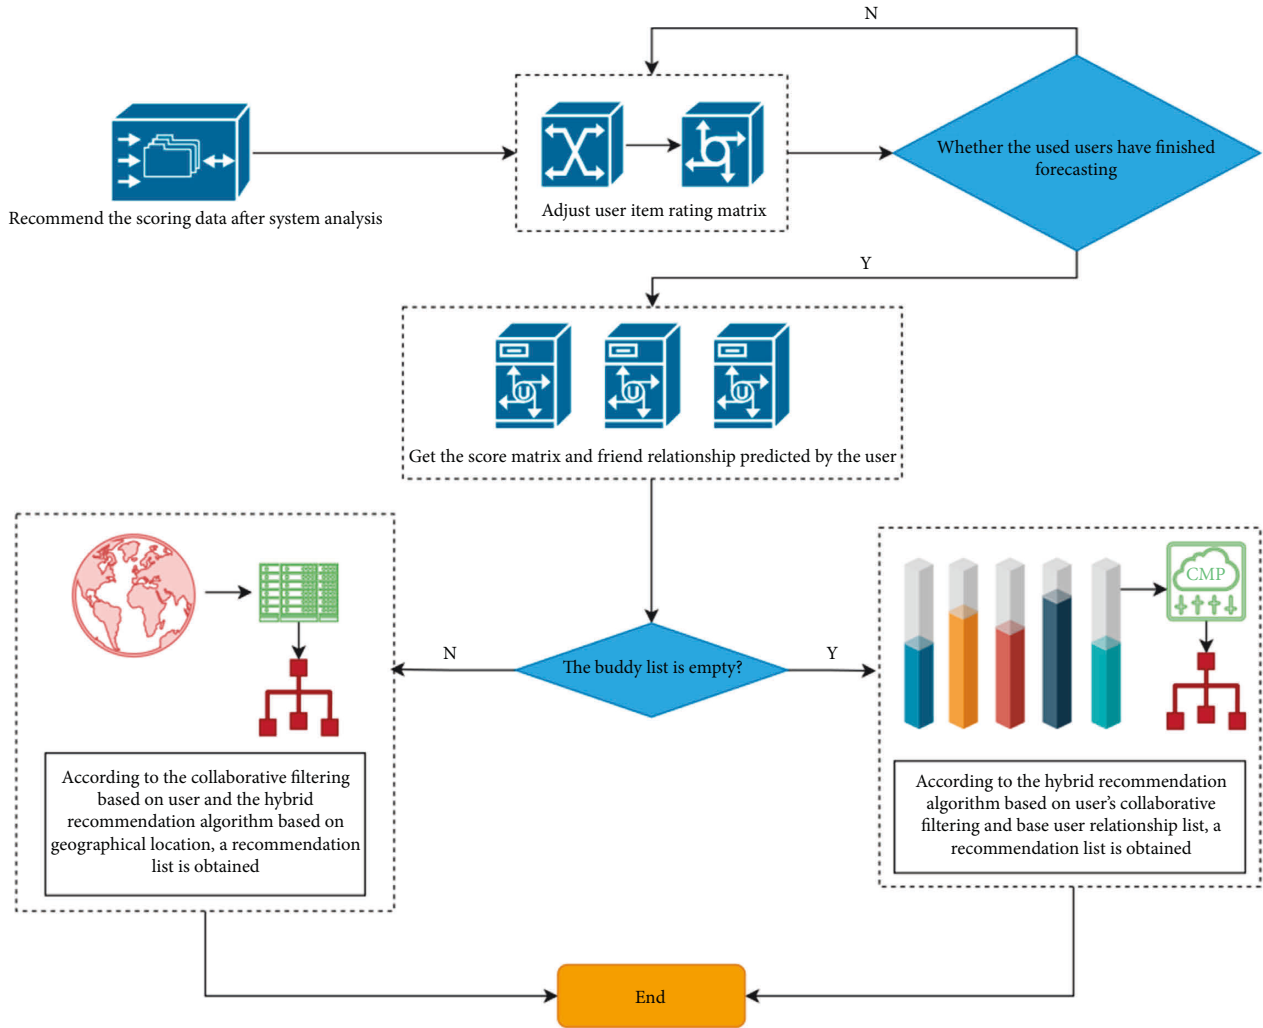 N
Whether the used users have finished
forecasting
Recommend the scoring data after system analysis
Adjust user item rating matrix
Y
U
U
U
Get the score matrix and friend relationship predicted by the user
CMP
N
The buddy list is empty?
Y
According to the collaborative filtering
based on user and the hybrid
recommendation algorithm based on
geographical location, a recommendation
list is obtained
According to the hybrid recommendation
algorithm based on user’s collaborative
filtering and base user relationship list, a
recommendation list is obtained
End